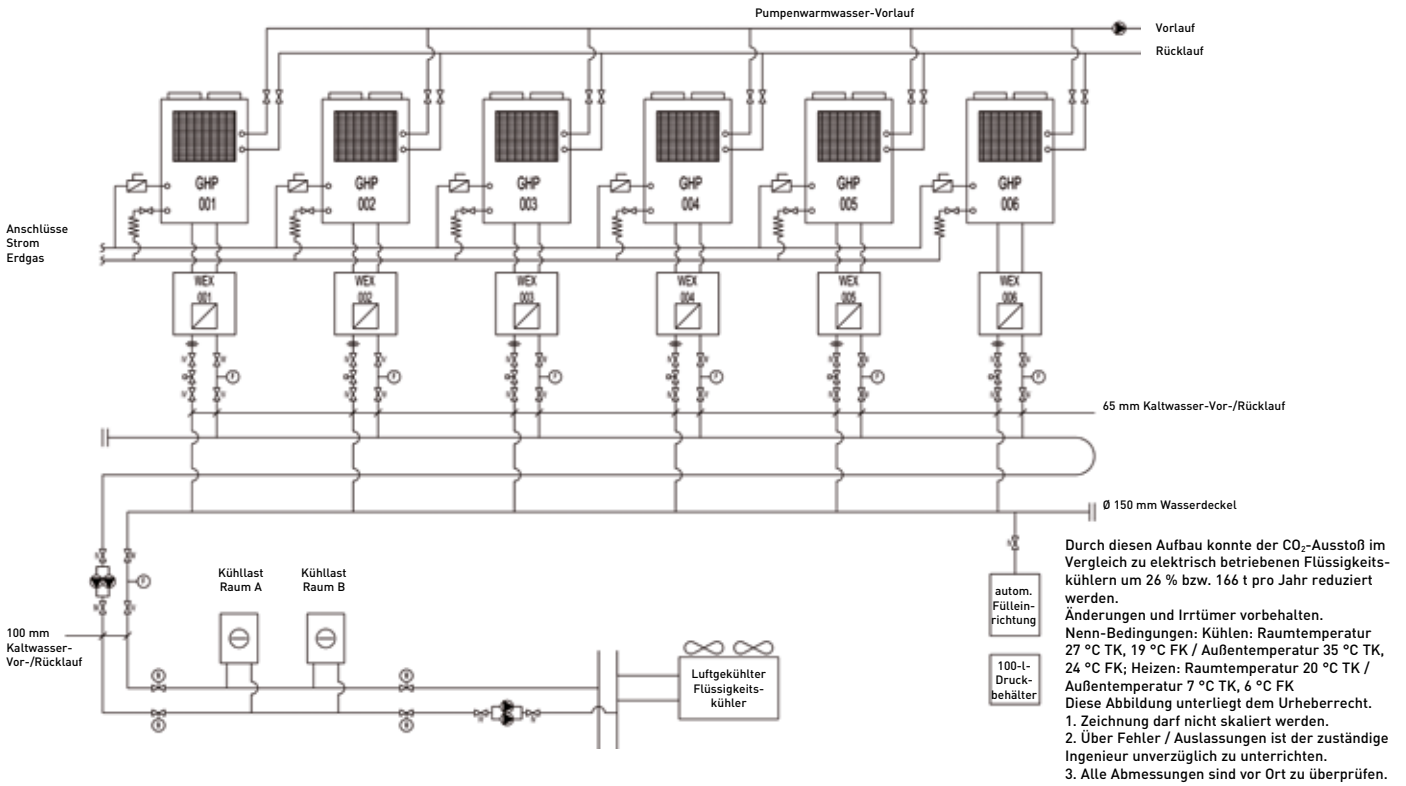 Pumpenwarmwasser-Vorlauf
Vorlauf
Rücklauf
GHP
001
GHP
002
GHP
003
GHP
004
GHP
005
GHP
006
Anschlüsse
Strom
Erdgas
WEX
001
WEX
002
WEX
003
WEX
004
WEX
005
WEX
006
65 mm Kaltwasser-Vor-/Rücklauf
Ø 150 mm Wasserdeckel
Kühllast
Raum A
Kühllast
Raum B
100 mm
Kaltwasser-
Vor-/Rücklauf
Luftgekühlter
Flüssigkeits-
kühler
autom.
Füllein-
richtung
100-l-
Druck-
behälter
Durch diesen Aufbau konnte der CO₂-Ausstoß im
Vergleich zu elektrisch betriebenen Flüssigkeits-
kühlern um 26 % bzw. 166 t pro Jahr reduziert
werden.
Änderungen und Irrtümer vorbehalten.
Nenn-Bedingungen: Kühlen: Raumtemperatur
27 °C TK, 19 °C FK / Außentemperatur 35 °C TK,
24 °C FK; Heizen: Raumtemperatur 20 °C TK /
Außentemperatur 7 °C TK, 6 °C FK
Diese Abbildung unterliegt dem Urheberrecht.
1. Zeichnung darf nicht skaliert werden.
2. Über Fehler / Auslassungen ist der zuständige
Ingenieur unverzüglich zu unterrichten.
3. Alle Abmessungen sind vor Ort zu überprüfen.